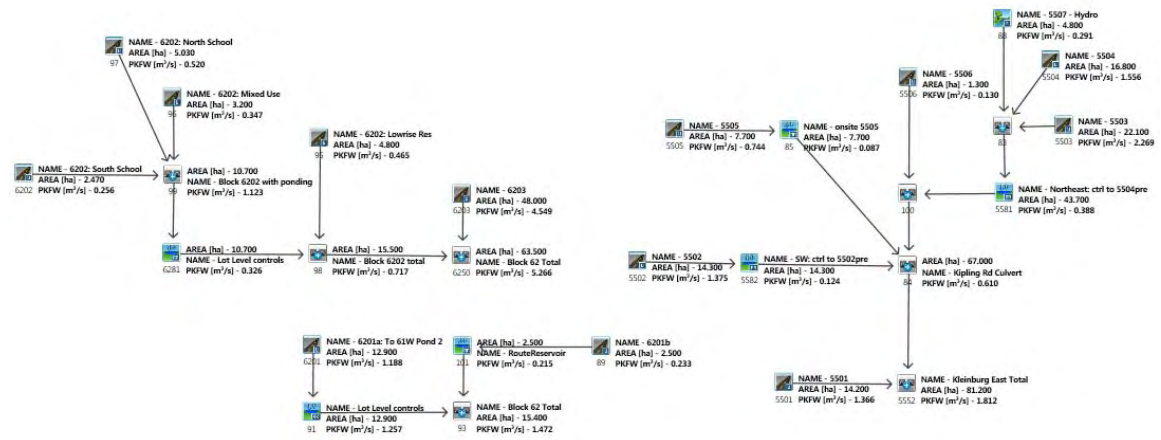 NAME - 6202: North School
AREA [ha] - 5.030
PKFW [m³/s] - 0.520
97
NAME - 6202: Mixed Use
AREA [ha] - 3.200
PKFW [m³/s] - 0.347
96
NAME - 6202: Lowrise Res
AREA [ha] - 4.800
PKFW [m³/s] - 0.465
95
NAME - 6202: South School
AREA [ha] - 2.470
PKFW [m³/s] - 0.256
6202
AREA [ha] - 10.700
NAME - Block 6202 with ponding
PKFW [m³/s] - 1.123
99
NAME - 6203
AREA [ha] - 48.000
PKFW [m³/s] - 4.549
6203
AREA [ha] - 10.700
NAME - Lot Level controls
PKFW [m³/s] - 0.326
6281
AREA [ha] - 15.500
NAME - Block 6202 total
PKFW [m³/s] - 0.717
98
AREA [ha] - 63.500
NAME - Block 62 Total
PKFW [m³/s] - 5.266
6250
NAME - 6201a: To 61W Pond 2
AREA [ha] - 12.900
PKFW [m³/s] - 1.188
6201
AREA [ha] - 2.500
NAME - RouteReservoir
PKFW [m³/s] - 0.215
101
NAME - 6201b
AREA [ha] - 2.500
PKFW [m³/s] - 0.233
89
NAME - Lot Level controls
AREA [ha] - 12.900
PKFW [m³/s] - 1.257
91
NAME - Block 62 Total
AREA [ha] - 15.400
PKFW [m³/s] - 1.472
93
NAME - 5507 - Hydro
AREA [ha] - 4.800
PKFW [m³/s] - 0.291
88
NAME - 5504
AREA [ha] - 16.800
PKFW [m³/s] - 1.556
5504
NAME - 5506
AREA [ha] - 1.300
PKFW [m³/s] - 0.130
5506
NAME - 5503
AREA [ha] - 22.100
PKFW [m³/s] - 2.269
5503
83
NAME - 5505
AREA [ha] - 7.700
PKFW [m³/s] - 0.744
5505
NAME - onsite 5505
AREA [ha] - 7.700
PKFW [m³/s] - 0.087
85
100
NAME - Northeast: ctrl to 5504pre
AREA [ha] - 43.700
PKFW [m³/s] - 0.388
5581
NAME - 5502
AREA [ha] - 14.300
PKFW [m³/s] - 1.375
5502
NAME - SW: ctrl to 5502pre
AREA [ha] - 14.300
PKFW [m³/s] - 0.124
5582
AREA [ha] - 67.000
NAME - Kipling Rd Culvert
PKFW [m³/s] - 0.610
84
NAME - 5501
AREA [ha] - 14.200
PKFW [m³/s] - 1.366
5501
NAME - Kleinburg East Total
AREA [ha] - 81.200
PKFW [m³/s] - 1.812
5552